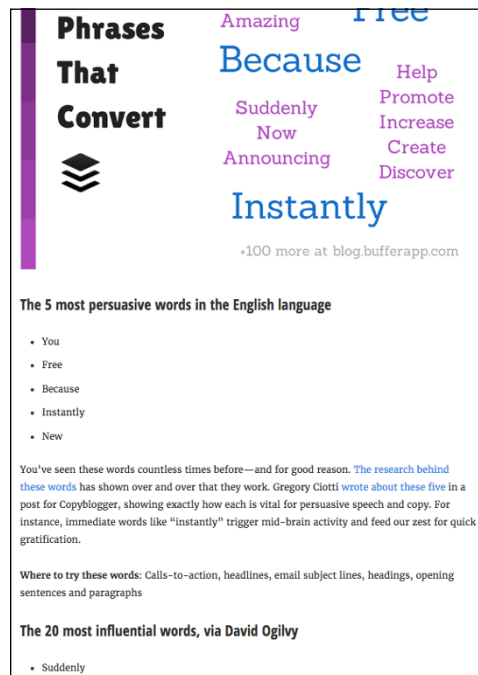 Phrases
That
Convert
Amazing
Free
Because
Help
Promote
Increase
Create
Discover
Suddenly
Now
Announcing
Instantly
+100 more at blog.bufferapp.com
The 5 most persuasive words in the English language
• You
• Free
• Because
• Instantly
• New
You've seen these words countless times before—and for good reason. The research behind
these words has shown over and over that they work. Gregory Ciotti wrote about these five in a
post for Copyblogger, showing exactly how each is vital for persuasive speech and copy. For
instance, immediate words like “instantly” trigger mid-brain activity and feed our zest for quick
gratification.
Where to try these words: Calls-to-action, headlines, email subject lines, headings, opening
sentences and paragraphs
The 20 most influential words, via David Ogilvy
• Suddenly